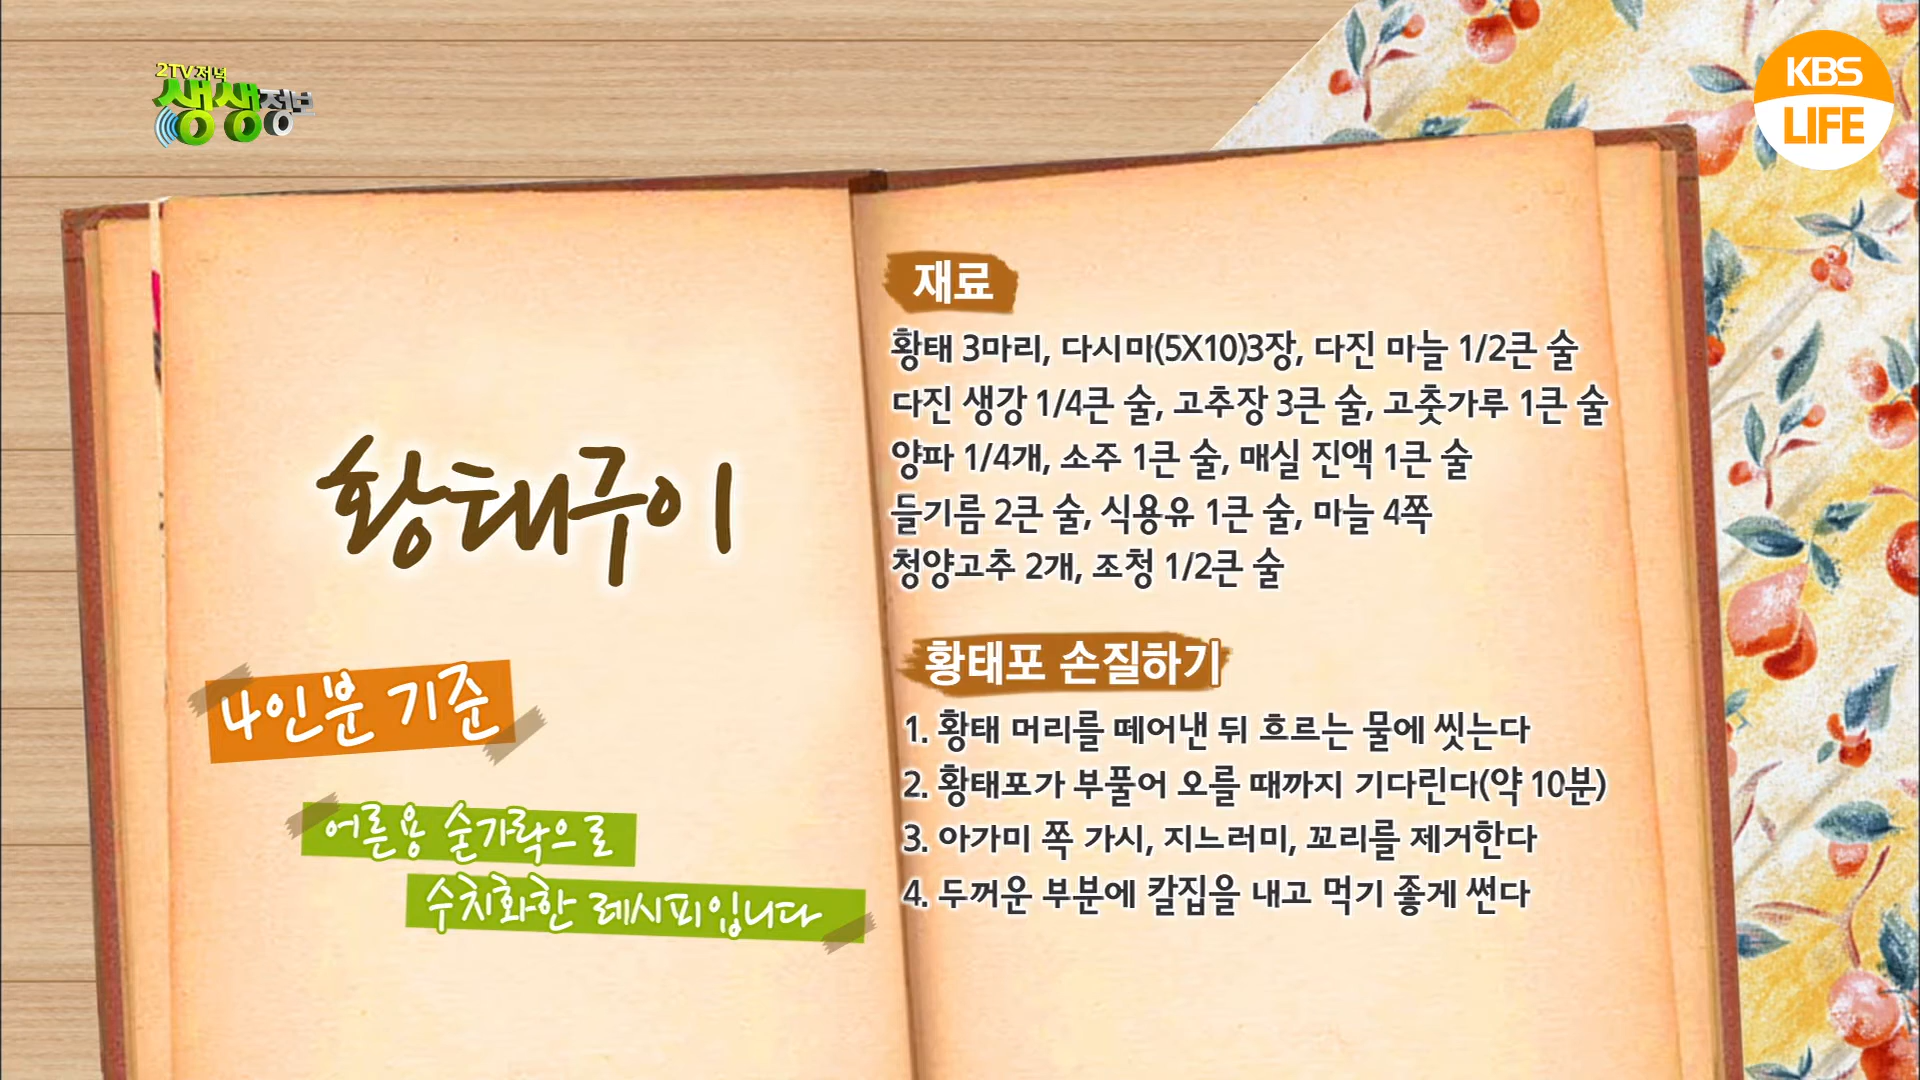 2TV 저녁
생생정보
KBS
LIFE
황태구이
4인분 기준
어른용 숟가락으로
수치화한 레시피입니다
재료
황태 3마리, 다시마(5X10)3장, 다진 마늘 1/2큰 술
다진 생강 1/4큰 술, 고추장 3큰 술, 고춧가루 1큰 술
양파 1/4개, 소주 1큰 술, 매실 진액 1큰 술
들기름 2큰 술, 식용유 1큰 술, 마늘 4쪽
청양고추 2개, 조청 1/2큰 술
황태포 손질하기
1. 황태 머리를 떼어낸 뒤 흐르는 물에 씻는다
2. 황태포가 부풀어 오를 때까지 기다린다(약 10분)
3. 아가미 쪽 가시, 지느러미, 꼬리를 제거한다
4. 두꺼운 부분에 칼집을 내고 먹기 좋게 썬다